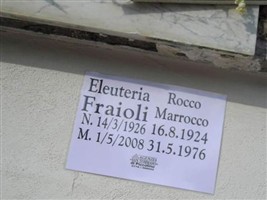 Eleuteria Rocco
Fraioli Marrocco
N. 14/3/1926 16.8.1924
M. 1/5/2008 31.5.1976